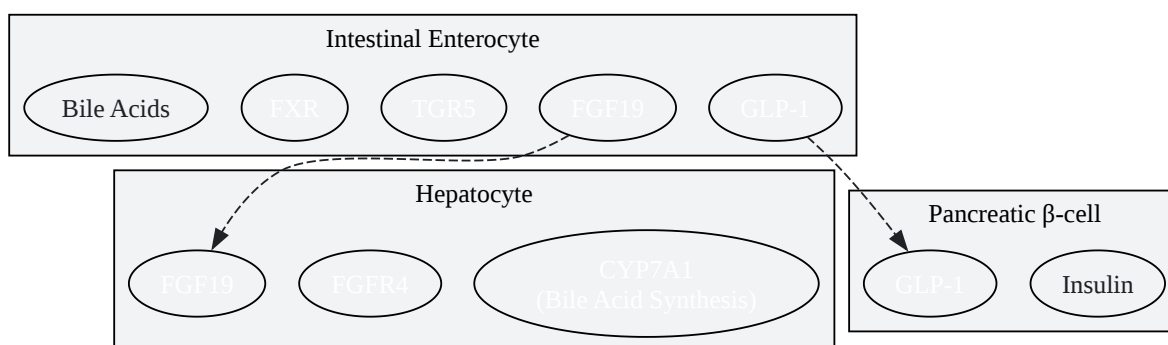 Intestinal Enterocyte
Bile Acids
FXR
TGR5
FGF19
GLP-1
Hepatocyte
FGF19
FGFR4
CYP7A1
(Bile Acid Synthesis)
Pancreatic β-cell
GLP-1
Insulin